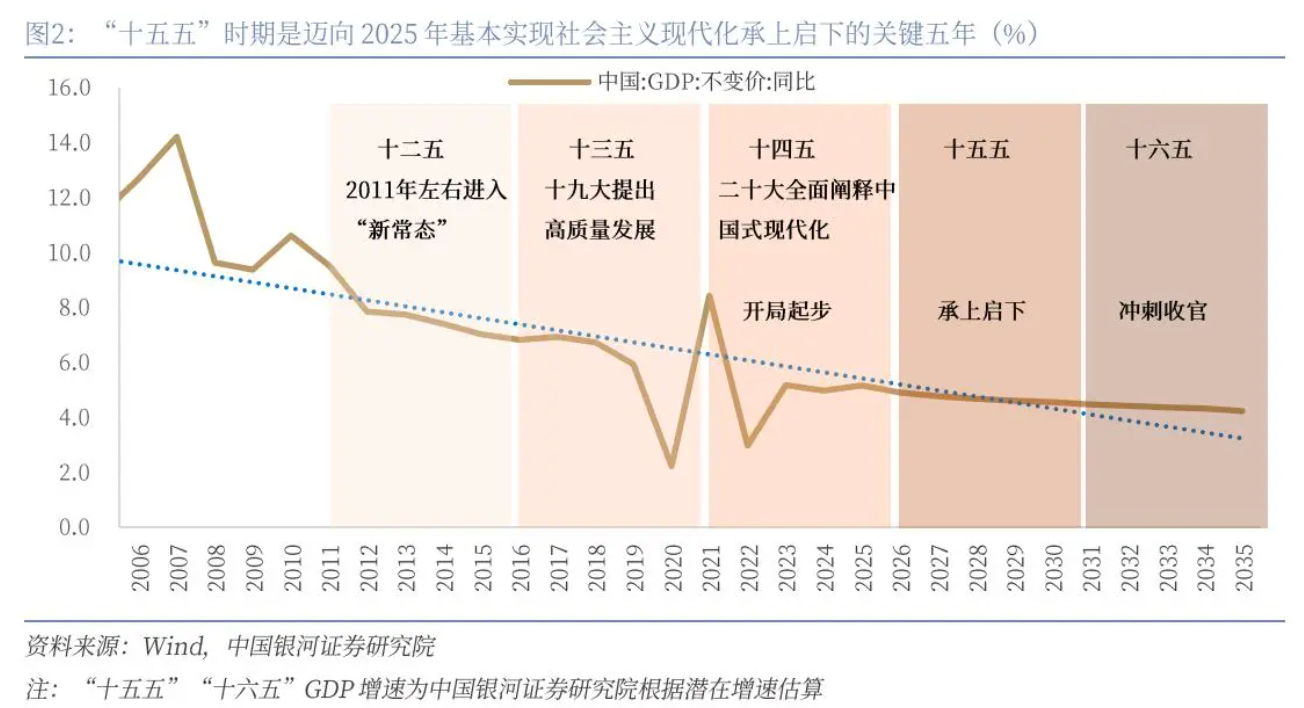 图2：“十五五”时期是迈向 2025 年基本实现社会主义现代化承上启下的关键五年（%）
中国:GDP:不变价:同比
16.0
14.0
12.0
10.0
8.0
6.0
4.0
2.0
0.0
十二五
2011年左右进入
“新常态”
十三五
十九大提出
高质量发展
十四五
二十大全面阐释中
国式现代化
开局起步
十五五
承上启下
十六五
冲刺收官
2006
2007
2008
2009
2010
2011
2012
2013
2014
2015
2016
2017
2018
2019
2020
2021
2022
2023
2024
2025
2026
2027
2028
2029
2030
2031
2032
2033
2034
2035
资料来源：Wind，中国银河证券研究院
注：“十五五”“十六五”GDP 增速为中国银河证券研究院根据潜在增速估算